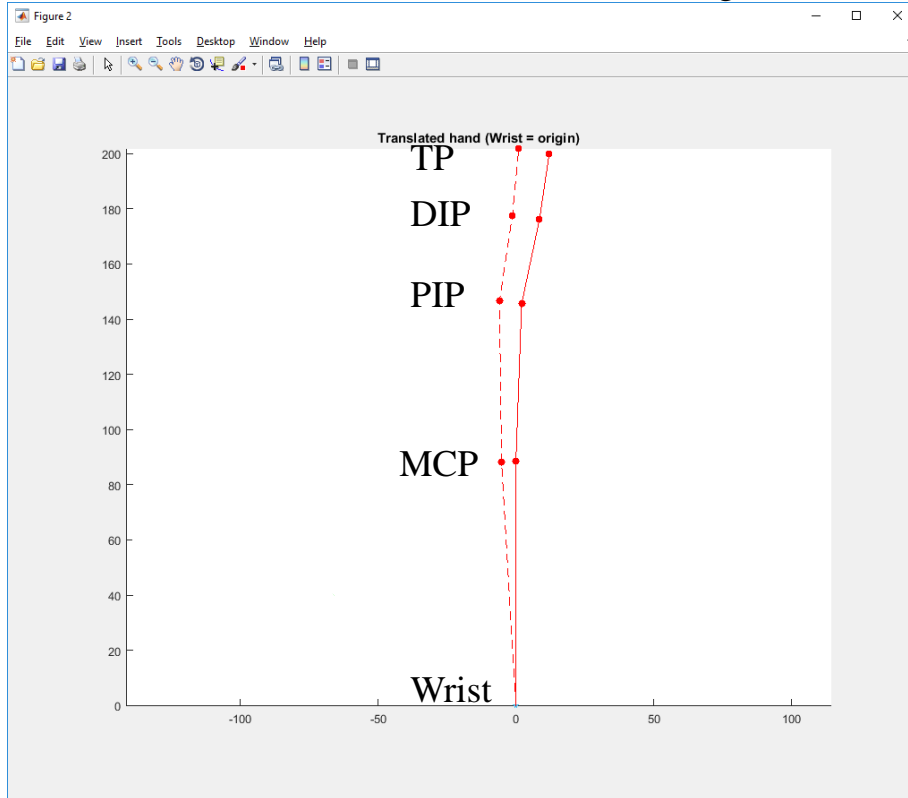 Figure 2
File Edit View Insert Tools Desktop Window Help
Translated hand (Wrist = origin)
200
TP
180
DIP
160
PIP
140
120
100
MCP
80
60
40
20
Wrist
0
-100 -50 0 50 100